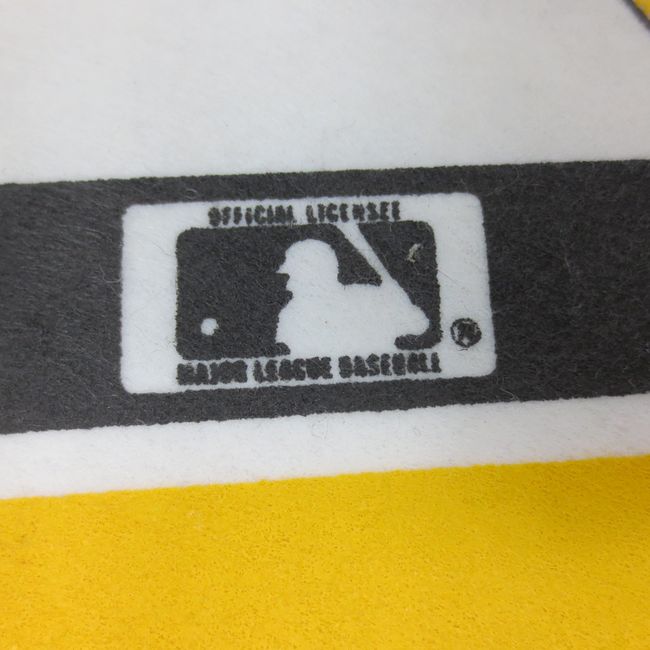 OFFICIAL LICENSEE
MAJOR LEAGUE BASEBALL
®